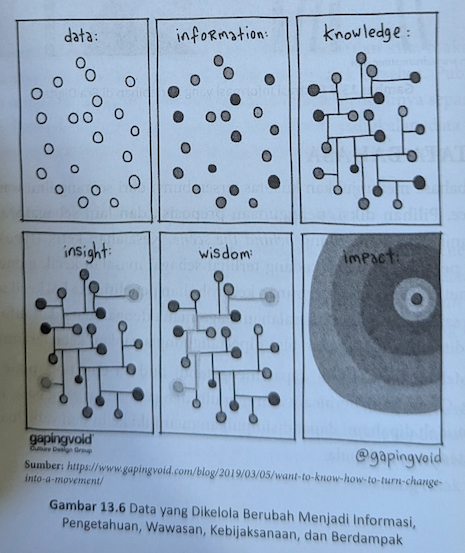 data:
information:
knowledge:
insight:
wisdom:
impact:
gapingvoid
Culture Design Group
@gapingvoid
Sumber: https://www.gapingvoid.com/blog/2019/03/05/want-to-know-how-to-turn-change-
into-a-movement/
Gambar 13.6 Data yang Dikelola Berubah Menjadi Informasi,
Pengetahuan, Wawasan, Kebijaksanaan, dan Berdampak